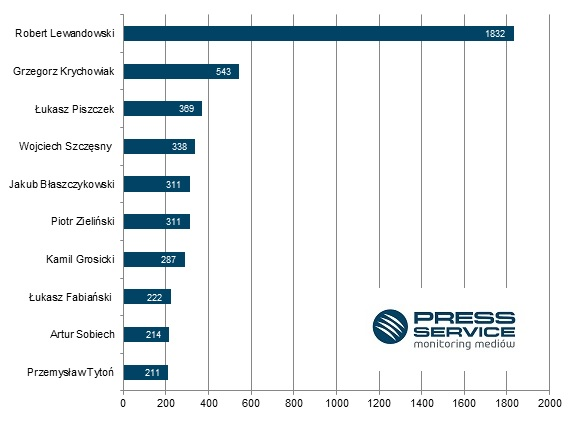 Robert Lewandowski 1832
Grzegorz Krychowiak 543
Łukasz Piszczek 369
Wojciech Szczęsny 338
Jakub Błaszczykowski 311
Piotr Zieliński 311
Kamil Grosicki 287
Łukasz Fabiański 222
Artur Sobiech 214
Przemysław Tytoń 211
PRESS
SERVICE
monitoring mediów
0 200 400 600 800 1000 1200 1400 1600 1800 2000